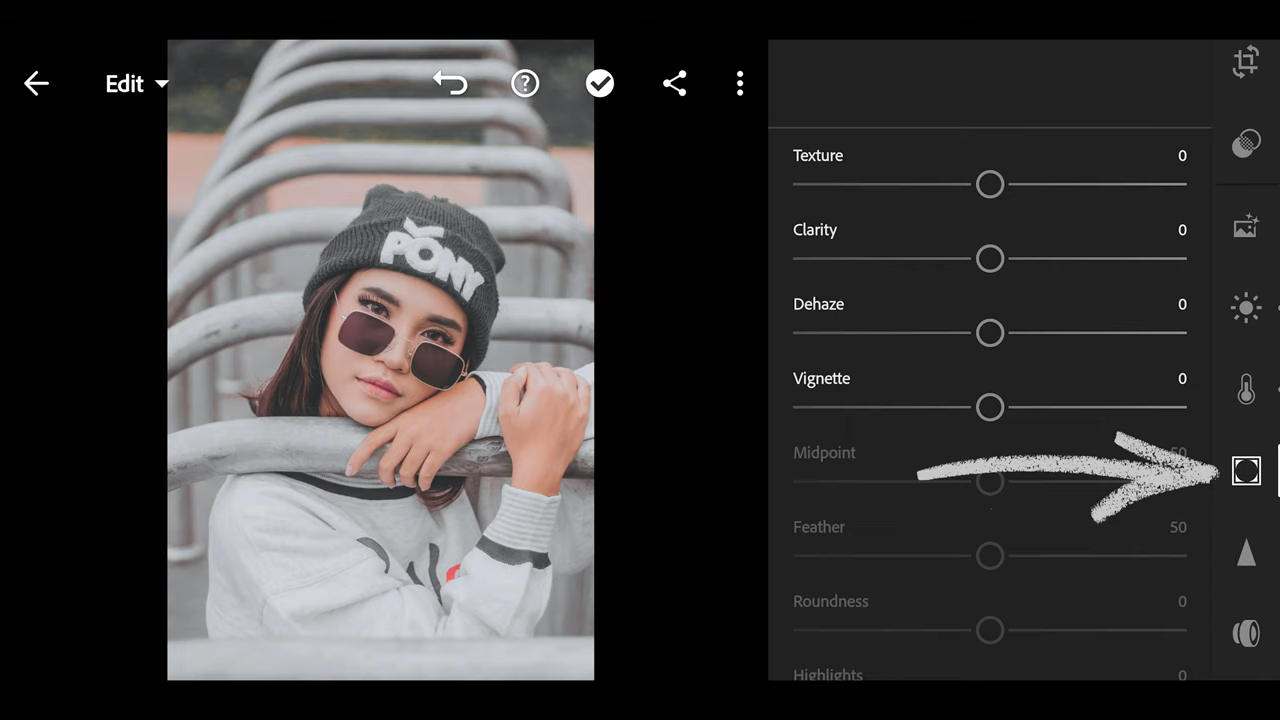 Edit
PONY
Texture 0
Clarity 0
Dehaze 0
Vignette 0
Midpoint
Feather 50
Roundness 0
Highlights 0